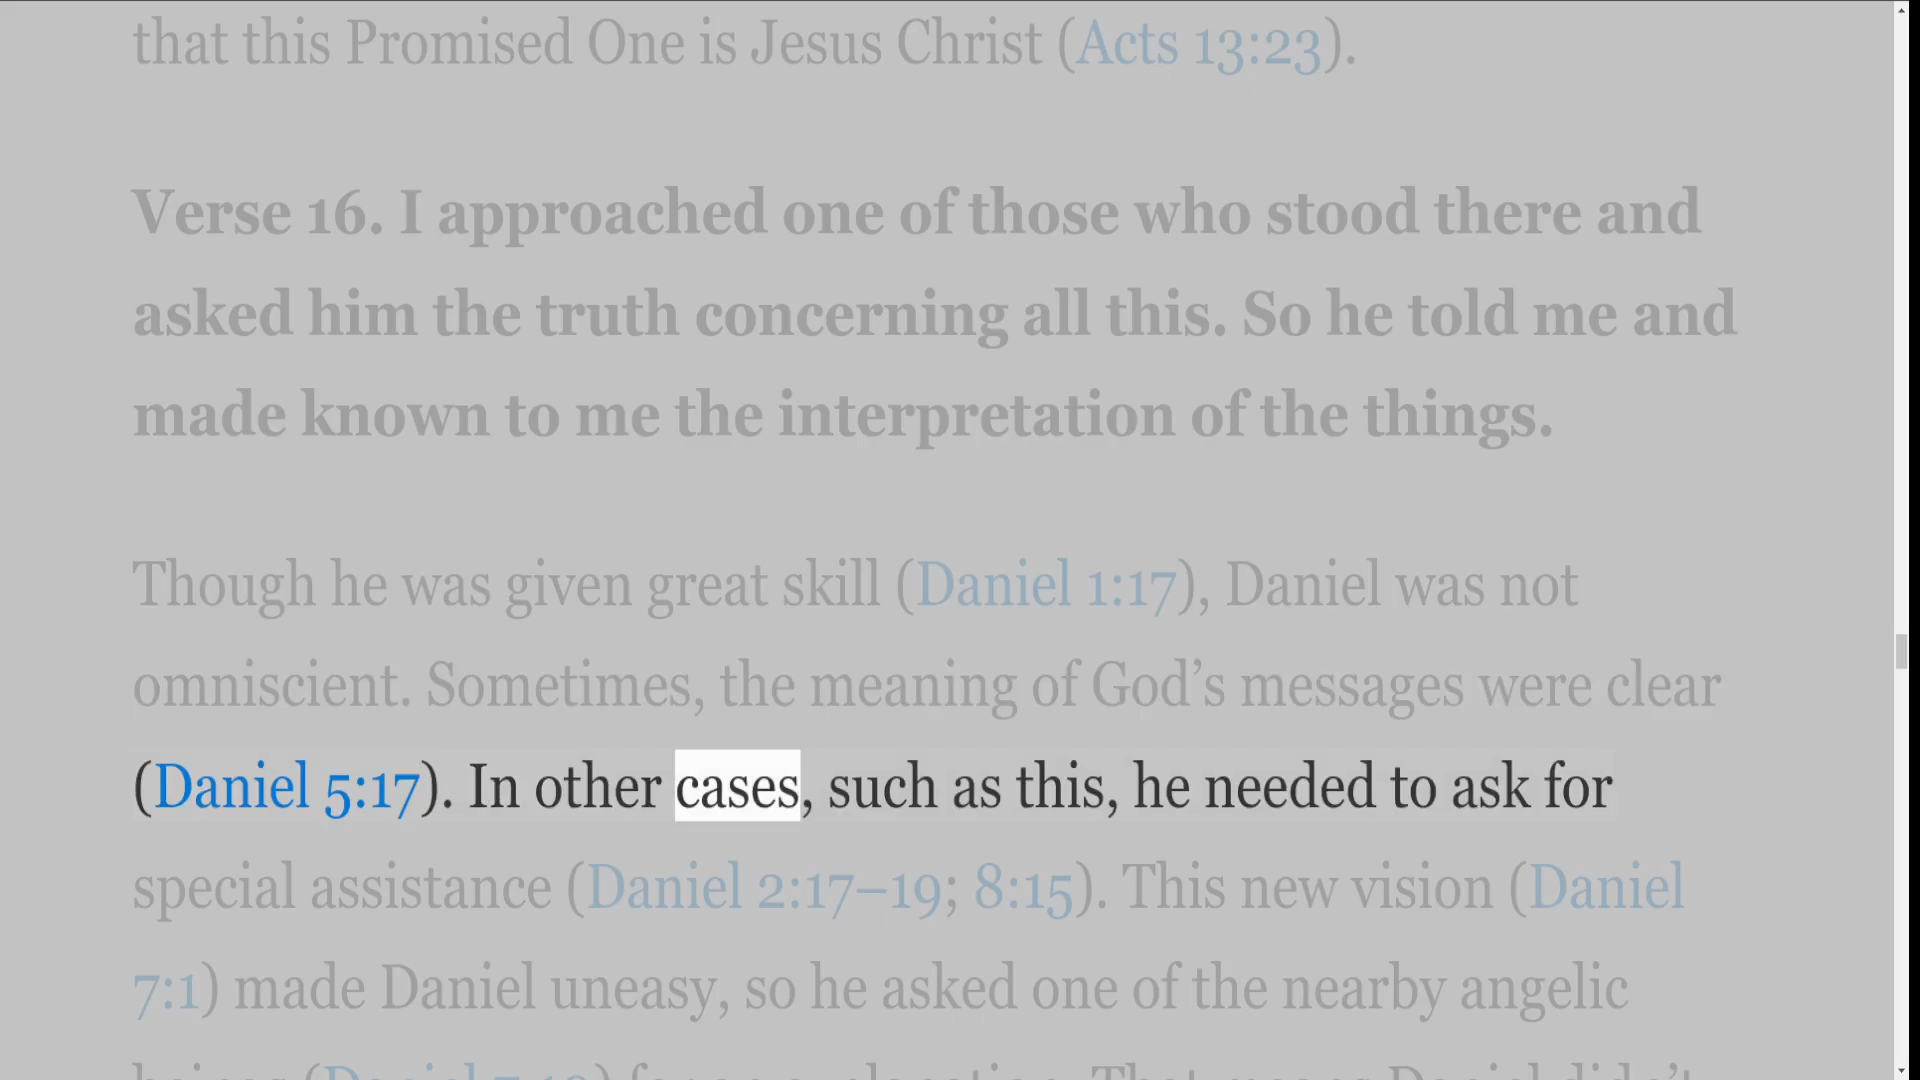 that this Promised One is Jesus Christ (Acts 13:23).
Verse 16. I approached one of those who stood there and
asked him the truth concerning all this. So he told me and
made known to me the interpretation of the things.
Though he was given great skill (Daniel 1:17), Daniel was not
omniscient. Sometimes, the meaning of God’s messages were clear
(Daniel 5:17). In other cases, such as this, he needed to ask for
special assistance (Daniel 2:17–19; 8:15). This new vision (Daniel
7:1) made Daniel uneasy, so he asked one of the nearby angelic